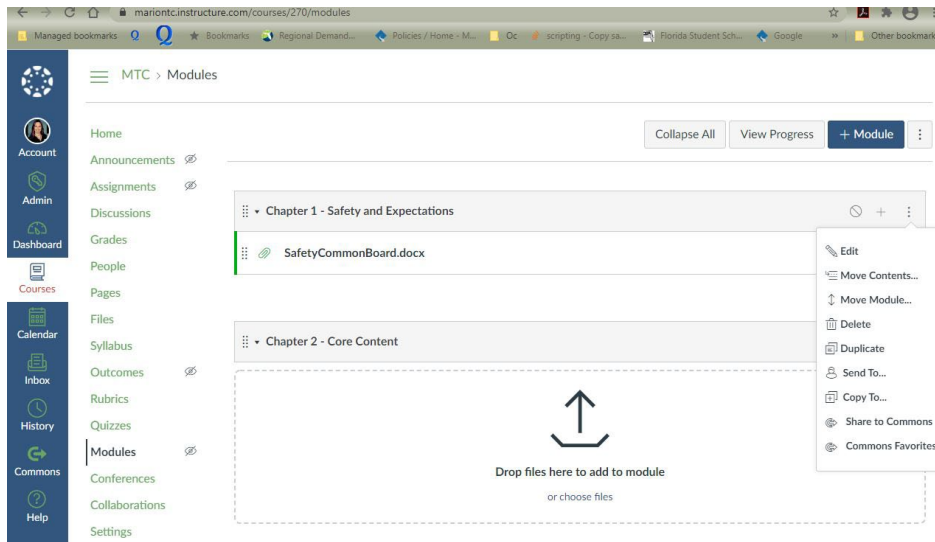 mariontc.instructure.com/courses/270/modules
Managed bookmarks
Bookmarks
Regional Demand...
Policies / Home - M...
Oc
scripting - Copy sa...
Florida Student Sch...
Google
»
Other bookmark
MTC > Modules
Account
Admin
Dashboard
Courses
Calendar
Inbox
History
Commons
Help
Home
Announcements
Assignments
Discussions
Grades
People
Pages
Files
Syllabus
Outcomes
Rubrics
Quizzes
Modules
Conferences
Collaborations
Settings
Collapse All
View Progress
+ Module
Chapter 1 - Safety and Expectations
SafetyCommonBoard.docx
Chapter 2 - Core Content
Drop files here to add to module
or choose files
Edit
Move Contents...
Move Module...
Delete
Duplicate
Send To...
Copy To...
Share to Commons
Commons Favorites